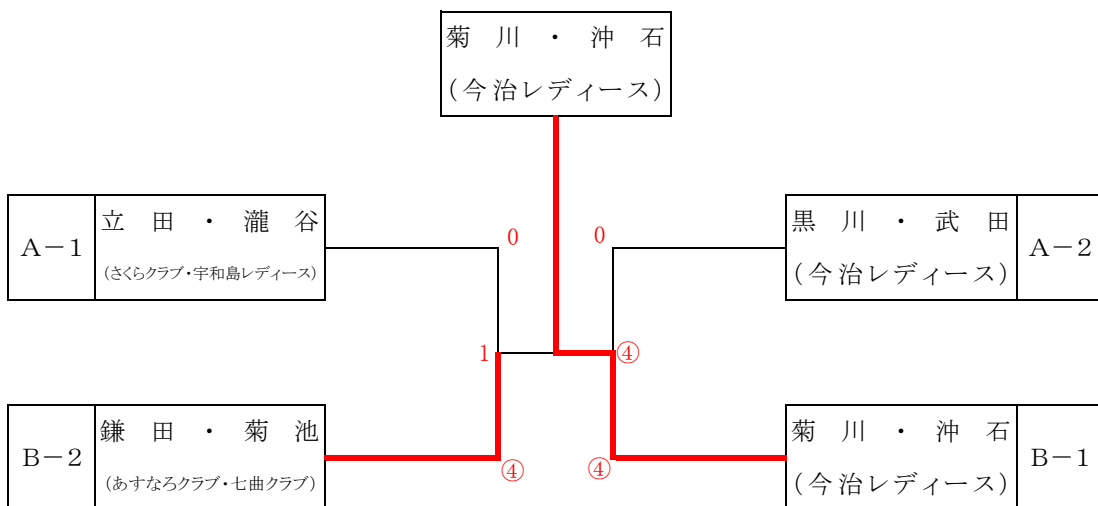 菊川・沖石
(今治レディース)
A-1
立田・瀧谷
(さくらクラブ・宇和島レディース)
0
0
黒川・武田
(今治レディース)
A-2
1
④
B-2
鎌田・菊池
(あすなろクラブ・七曲クラブ)
④
④
菊川・沖石
(今治レディース)
B-1